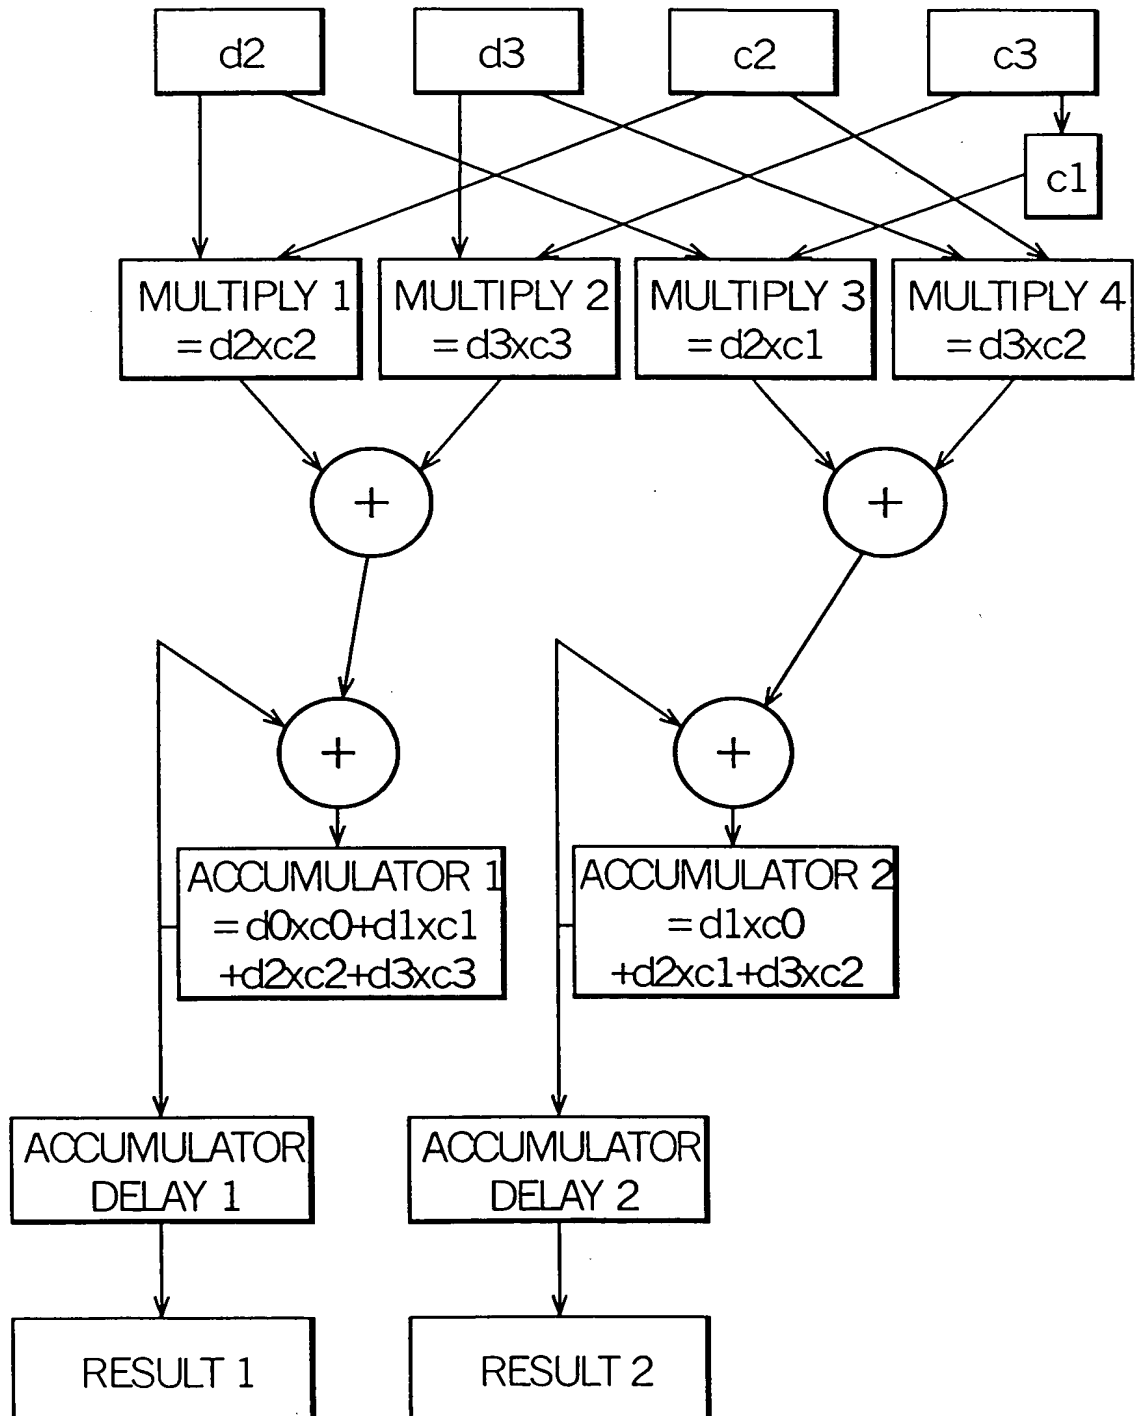 d2
d3
c2
c3
c1
MULTIPLY 1
=d2xc2
MULTIPLY 2
=d3xc3
MULTIPLY 3
=d2xc1
MULTIPLY 4
=d3xc2
+
+
+
+
ACCUMULATOR 1
=d0xc0+d1xc1
+d2xc2+d3xc3
ACCUMULATOR 2
=d1xc0
+d2xc1+d3xc2
ACCUMULATOR
DELAY 1
ACCUMULATOR
DELAY 2
RESULT 1
RESULT 2